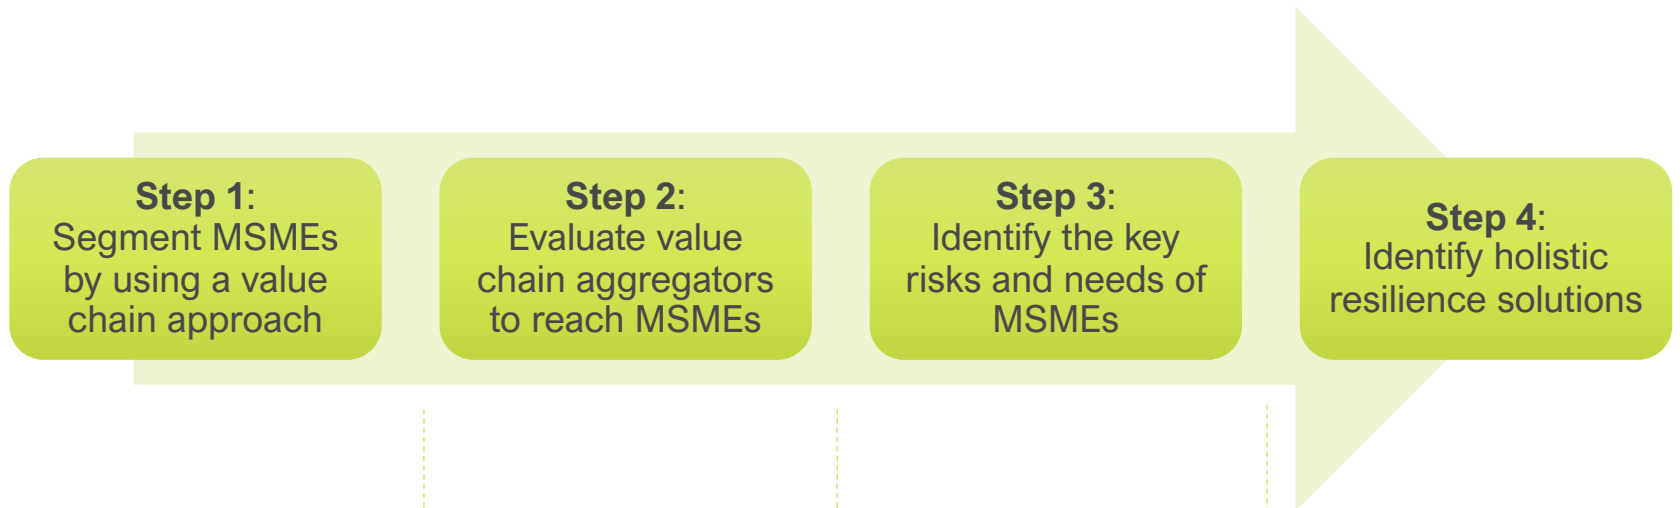 Step 1:
Segment MSMEs
by using a value
chain approach
Step 2:
Evaluate value
chain aggregators
to reach MSMEs
Step 3:
Identify the key
risks and needs of
MSMEs
Step 4:
Identify holistic
resilience solutions